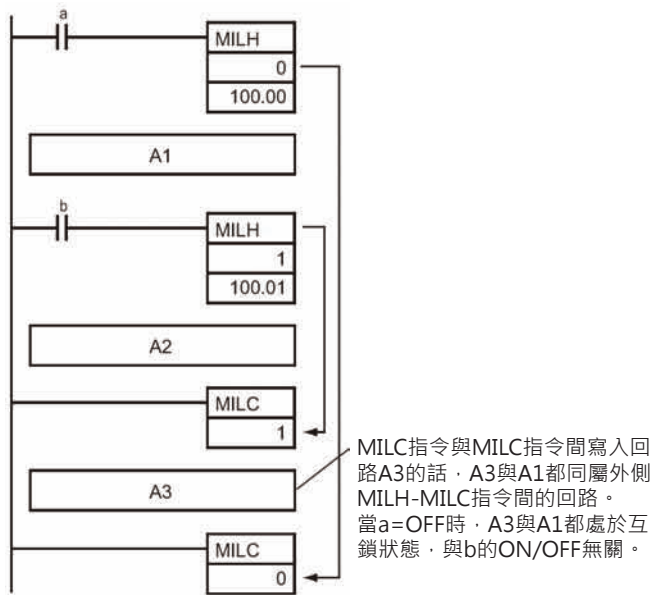 a
MILH
0
100.00
A1
b
MILH
1
100.01
A2
MILC
1
A3
MILC
0
MILC指令與MILC指令間寫入回
路A3的話，A3與A1都同屬外側
MILH-MILC指令間的回路。
當a=OFF時，A3與A1都處於互
鎖狀態，與b的ON/OFF無關。